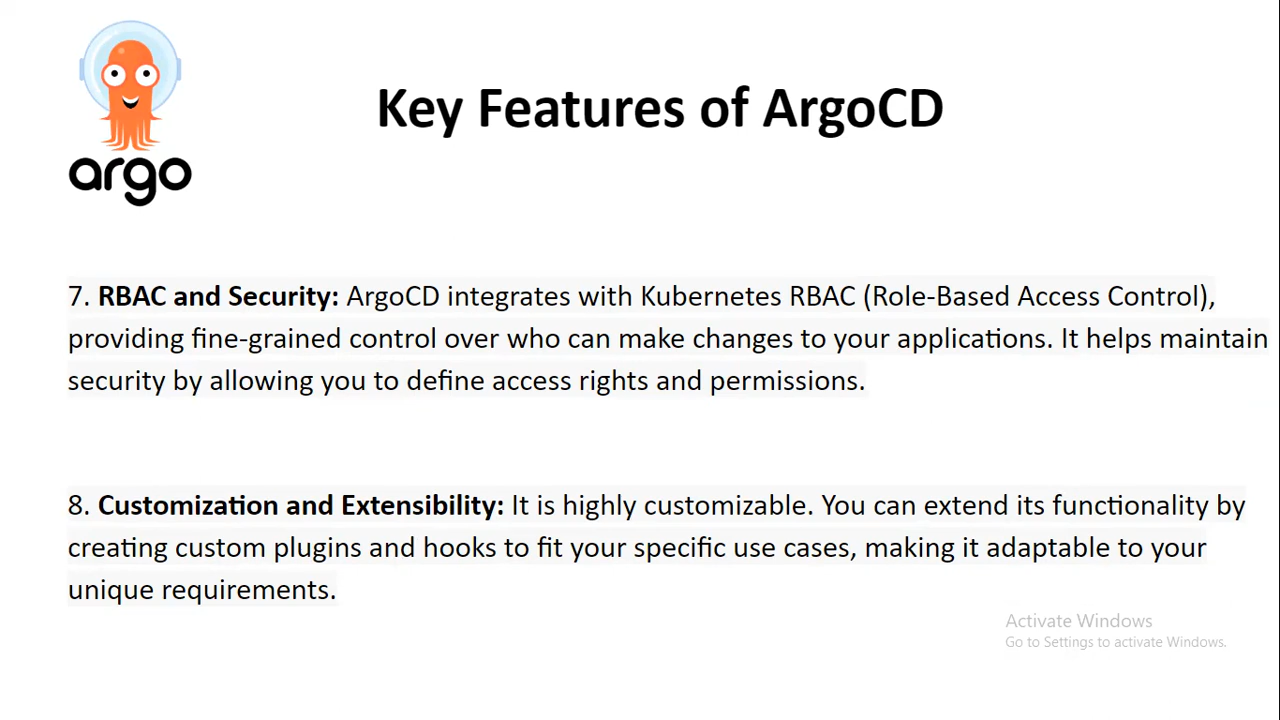 argo
Key Features of ArgoCD
7. RBAC and Security: ArgoCD integrates with Kubernetes RBAC (Role-Based Access Control),
providing fine-grained control over who can make changes to your applications. It helps maintain
security by allowing you to define access rights and permissions.
8. Customization and Extensibility: It is highly customizable. You can extend its functionality by
creating custom plugins and hooks to fit your specific use cases, making it adaptable to your
unique requirements.
Activate Windows
Go to Settings to activate Windows.